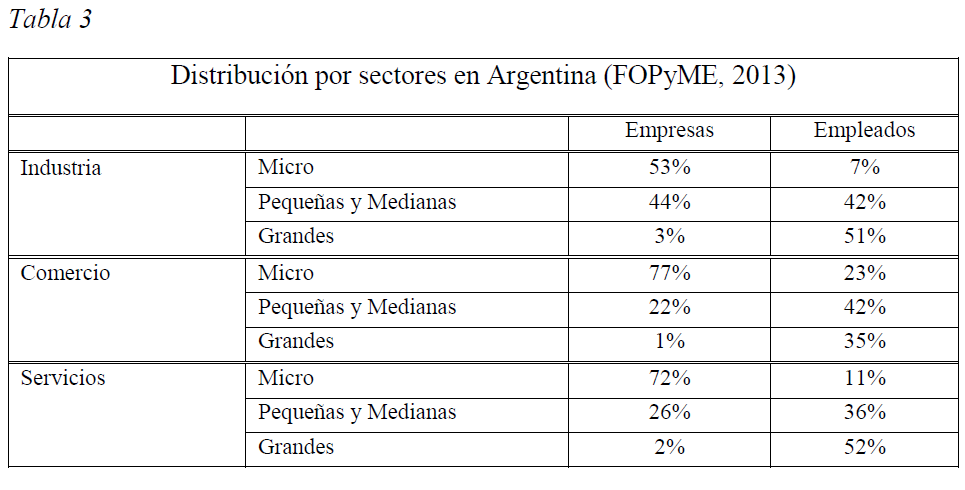 Tabla 3
Distribución por sectores en Argentina (FOPyME, 2013)
Empresas Empleados
Industria Micro 53% 7%
Pequeñas y Medianas 44% 42%
Grandes 3% 51%
Comercio Micro 77% 23%
Pequeñas y Medianas 22% 42%
Grandes 1% 35%
Servicios Micro 72% 11%
Pequeñas y Medianas 26% 36%
Grandes 2% 52%